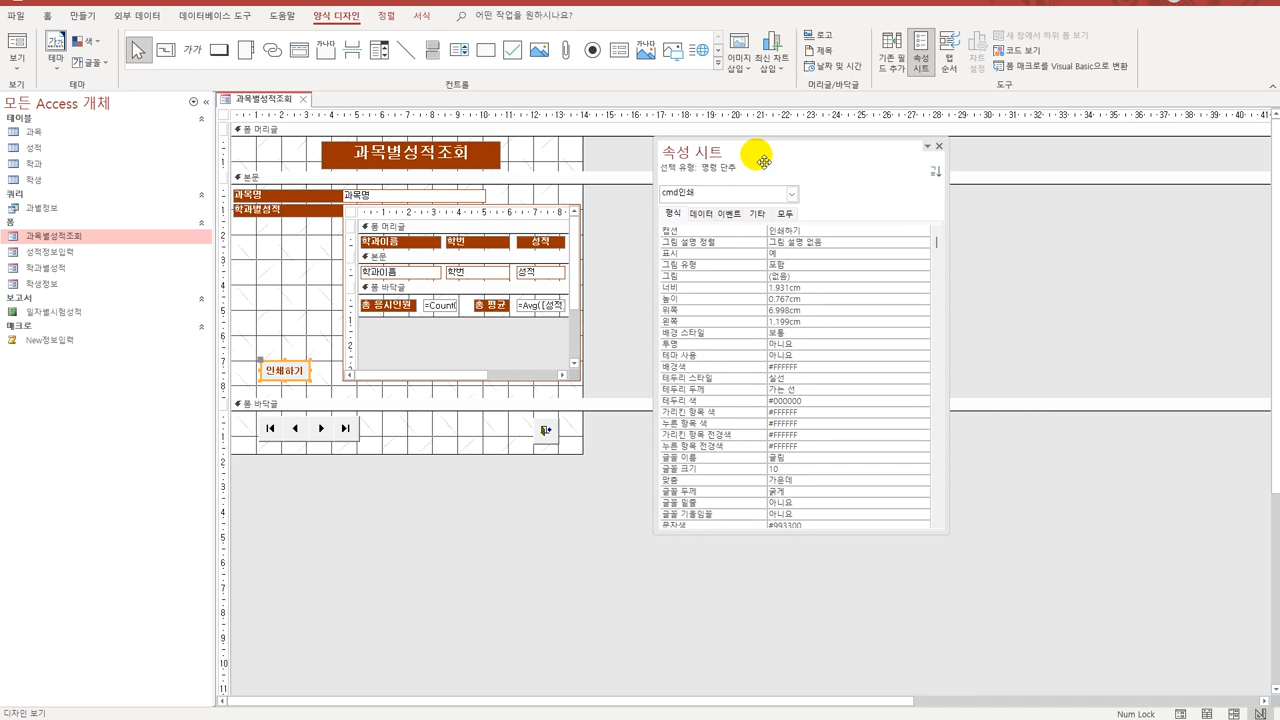 파일 홈 만들기 외부 데이터 데이터베이스 도구 도움말 양식 디자인 정렬 서식 어떤 작업을 원하시나요?
보기
테마
색
글꼴
가가
가나다
가나다
이미지 삽입
최신 차트 삽입
로고
제목
날짜 및 시간
기존 필드 추가
속성 시트
탭 순서
차트 설정
새 창에서 하위 폼 보기
코드 보기
폼 매크로를 Visual Basic으로 변환
보기 테마 컨트롤 머리글/바닥글 도구
모든 Access 개체
테이블
과목
성적
학과
학생
쿼리
과별정보
폼
과목별성적조회
성적정보입력
학과별성적
학생정보
보고서
일자별시험성적
매크로
New정보입력
과목별성적조회
폼 머리글
과목별성적조회
본문
과목명 과목명
학과별성적
폼 머리글
학과이름 학번 성적
본문
학과이름 학번 성적
폼 바닥글
총 응시인원 =Count( 총 평균 =Avg([성적
인쇄하기
폼 바닥글
속성 시트
선택 유형: 명령 단추
cmd인쇄
형식 데이터 이벤트 기타 모두
캡션 인쇄하기
그림 설명 정렬 그림 설명 없음
표시 예
그림 유형 포함
그림 (없음)
너비 1.931cm
높이 0.767cm
위쪽 6.998cm
왼쪽 1.199cm
배경 스타일 보통
투명 아니요
테마 사용 아니요
배경색 #FFFFFF
테두리 스타일 실선
테두리 두께 가는 선
테두리 색 #000000
가리킨 항목 색 #FFFFFF
누른 항목 색 #FFFFFF
가리킨 항목 전경색 #FFFFFF
누른 항목 전경색 #FFFFFF
글꼴 이름 굴림
글꼴 크기 10
맞춤 가운데
글꼴 두께 굵게
글꼴 밑줄 아니요
글꼴 기울임꼴 아니요
문자색 #993300
디자인 보기 Num Lock